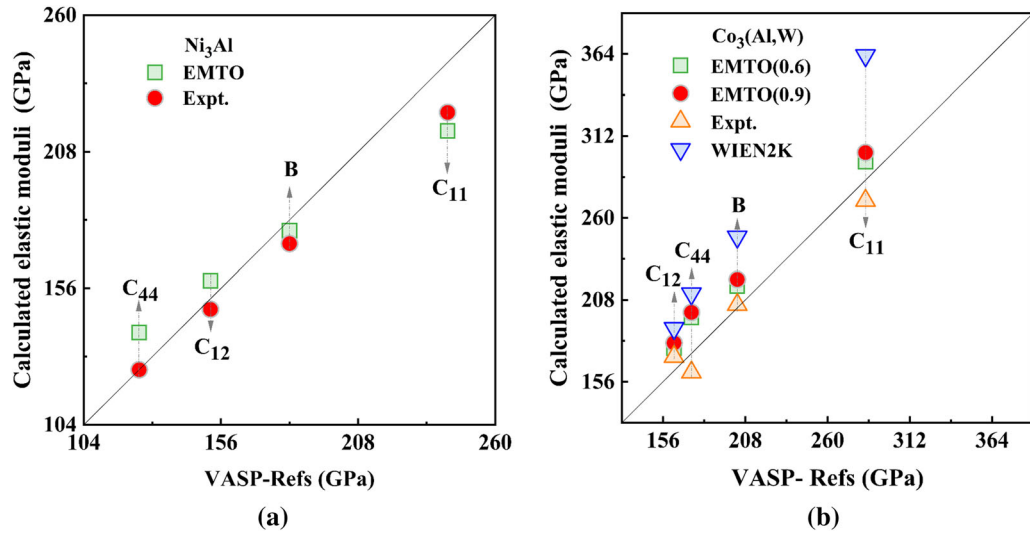 260
208
156
104
Calculated elastic moduli (GPa)
Ni3Al
EMTO
Expt.
B
C11
C44
C12
104
156
208
260
VASP-Refs (GPa)
(a)
364
312
260
208
156
Calculated elastic moduli (GPa)
Co3(Al,W)
EMTO(0.6)
EMTO(0.9)
Expt.
WIEN2K
B
C44
C12
C11
156
208
260
312
364
VASP- Refs (GPa)
(b)